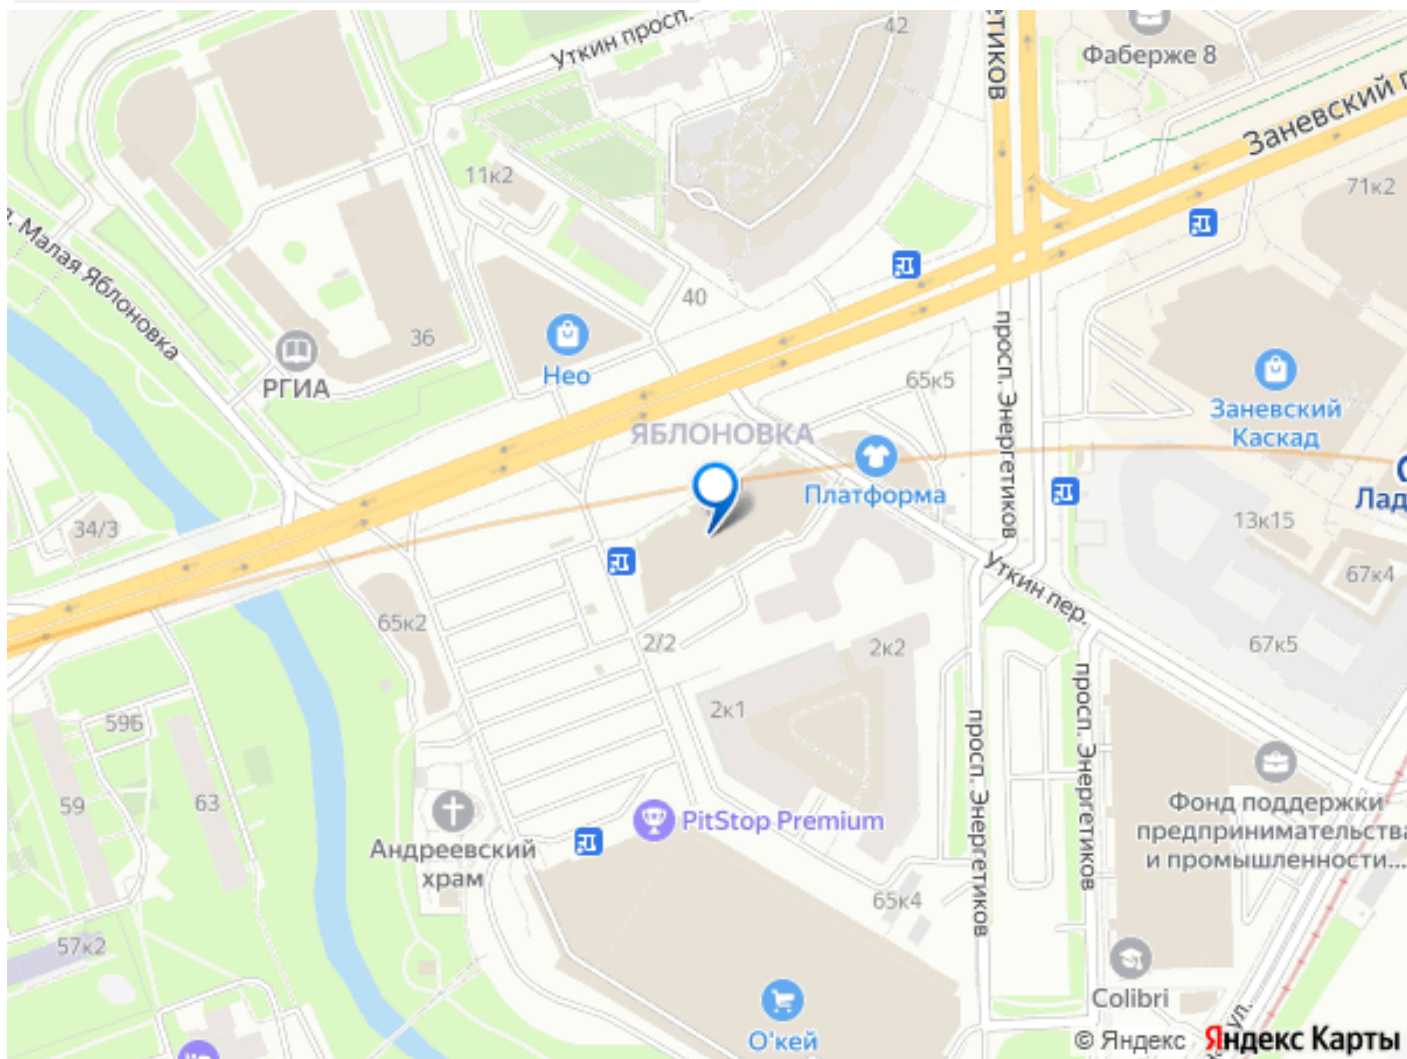 Уткин просп.
42
ЕТИКОВ
Фаберже 8
Заневский п
71к2
11к2
л. Малая Яблоновка
40
36
РГИА
Нео
просп. Энергетиков
65к5
Заневский
Каскад
ЯБЛОНОВКА
Платформа
Лад
34/3
13к15
Уткин пер.
67к4
65к2
2/2
2к2
67к5
2к1
просп. Энергетиков
просп. Энергетиков
59Б
59
63
PitStop Premium
Андреевский
храм
Фонд поддержки
предпринимательства
и промышленности...
65к4
57к2
Colibri
О'кей
ул.
© Яндекс
Яндекс Карты